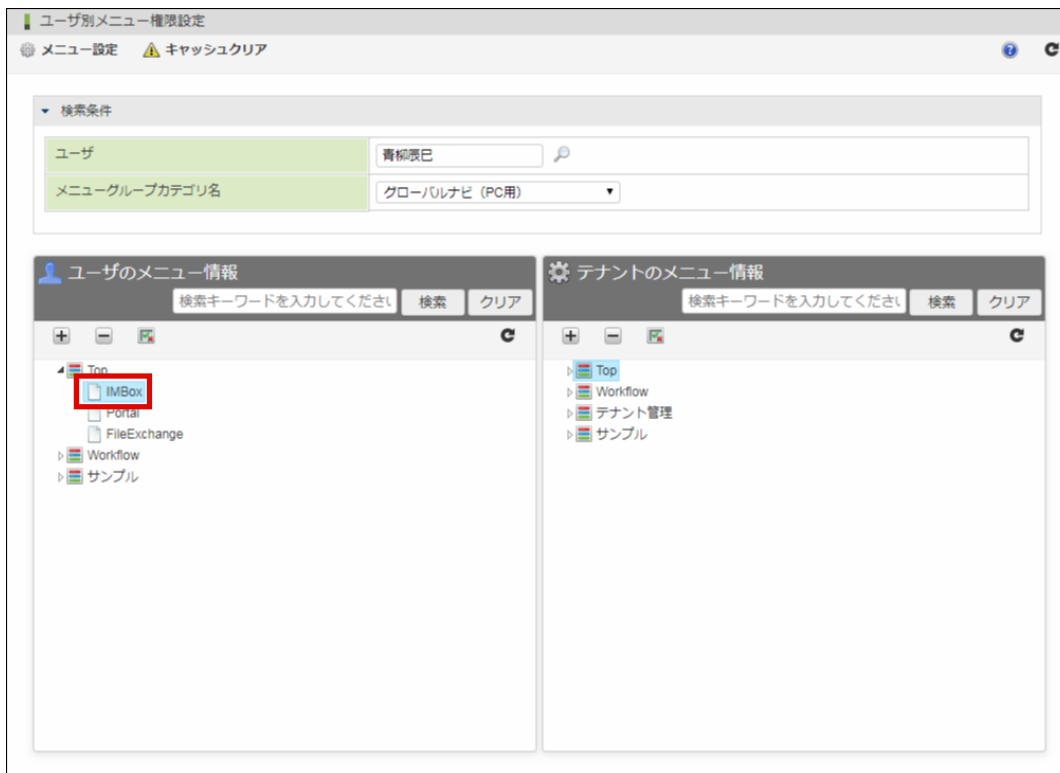 ユーザ別メニュー権限設定
メニュー設定 キャッシュクリア
検索条件
ユーザ 青柳辰巳
メニューグループカテゴリ名 グローバルナビ（PC用）
ユーザのメニュー情報
検索キーワードを入力してください 検索 クリア
Top
IMBox
Portal
FileExchange
Workflow
サンプル
テナントのメニュー情報
検索キーワードを入力してください 検索 クリア
Top
Workflow
テナント管理
サンプル